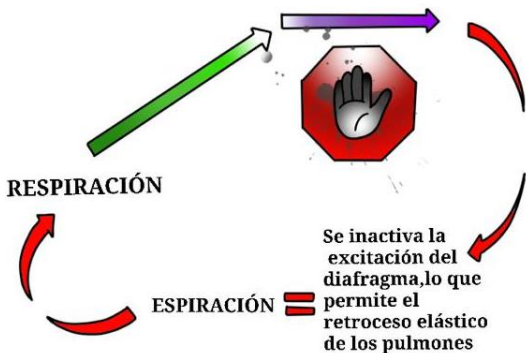 RESPIRACIÓN
Se inactiva la
excitación del
diafragma,lo que
permite el
retroceso elástico
de los pulmones
ESPIRACIÓN =